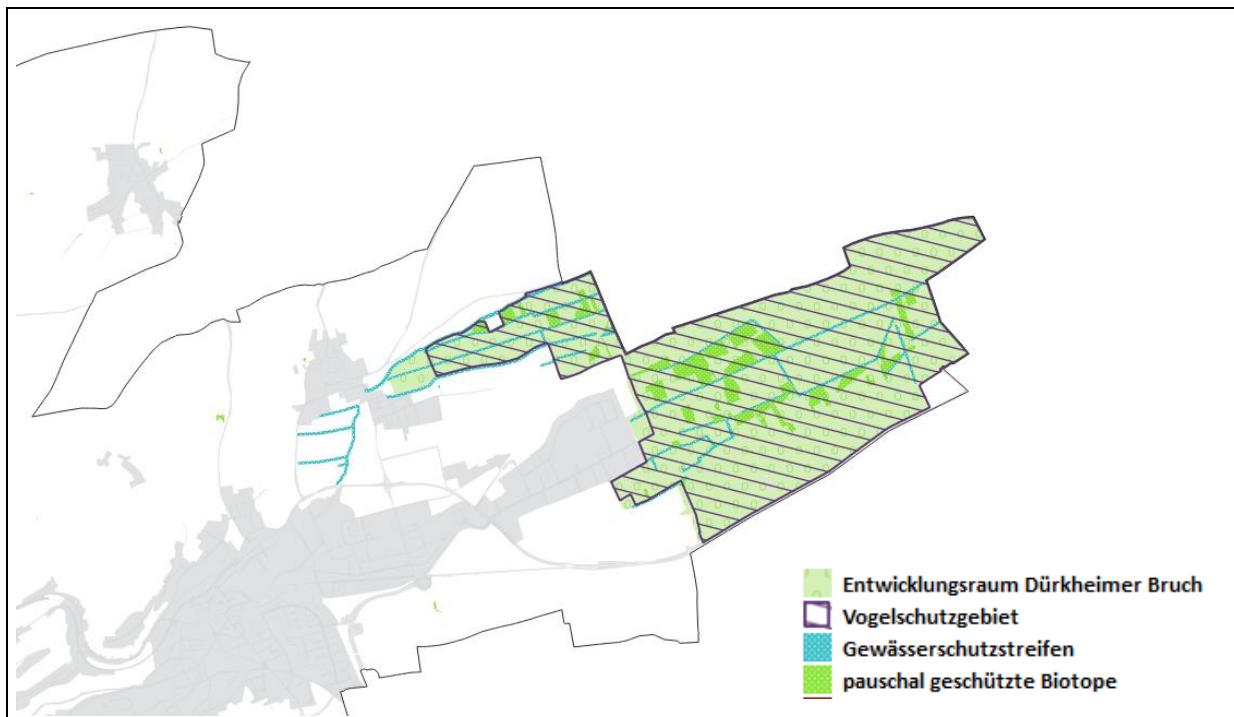 Entwicklungsraum Dürkheimer Bruch
Vogelschutzgebiet
Gewässerschutzstreifen
pauschal geschützte Biotope